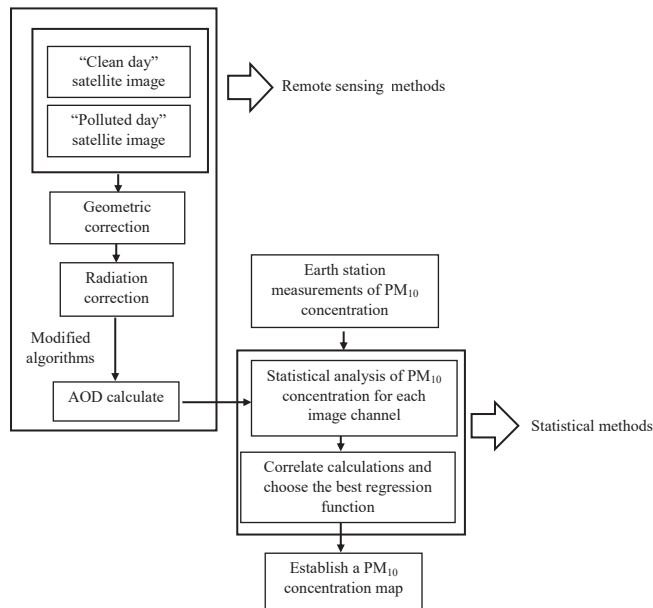 “Clean day”
satellite image
“Polluted day”
satellite image
Remote sensing methods
Geometric
correction
Radiation
correction
Modified
algorithms
AOD calculate
Earth station
measurements of PM₁₀
concentration
Statistical analysis of PM₁₀
concentration for each
image channel
Statistical methods
Correlate calculations and
choose the best regression
function
Establish a PM₁₀
concentration map